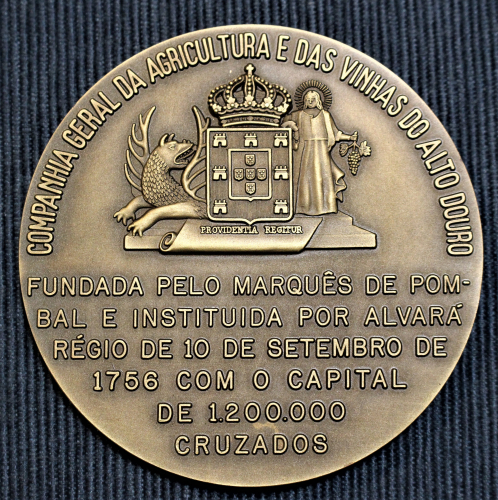 COMPANHIA GERAL DA AGRICULTURA E DAS VINHAS DO ALTO DOURO
PROVIDENTIA REGITUR
FUNDADA PELO MARQUÊS DE POM-
BAL E INSTITUIDA POR ALVARÁ
RÉGIO DE 10 DE SETEMBRO DE
1756 COM O CAPITAL
DE 1.200.000
CRUZADOS